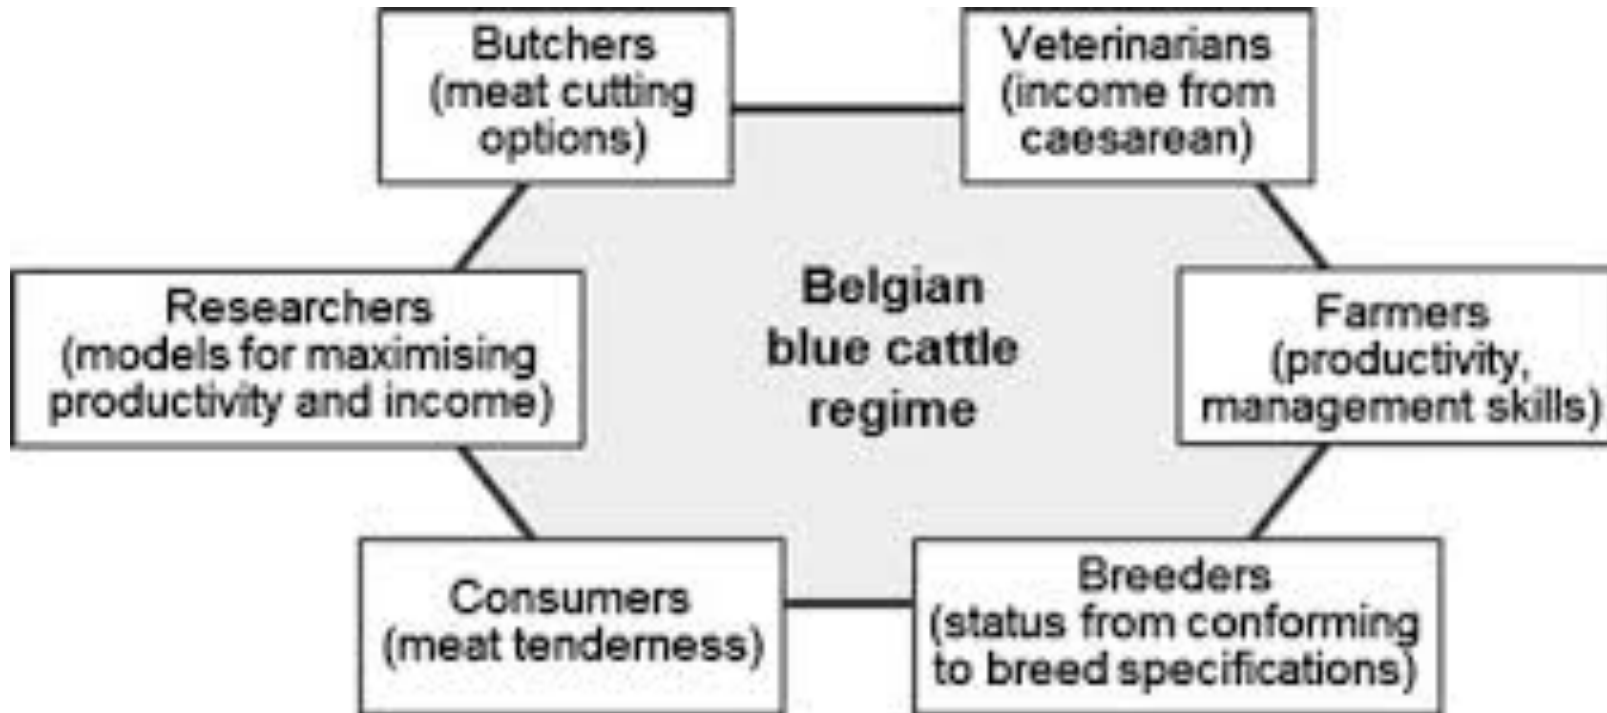 Butchers
(meat cutting
options)
Veterinarians
(income from
caesarean)
Researchers
(models for maximising
productivity and income)
Belgian
blue cattle
regime
Farmers
(productivity,
management skills)
Consumers
(meat tenderness)
Breeders
(status from conforming
to breed specifications)